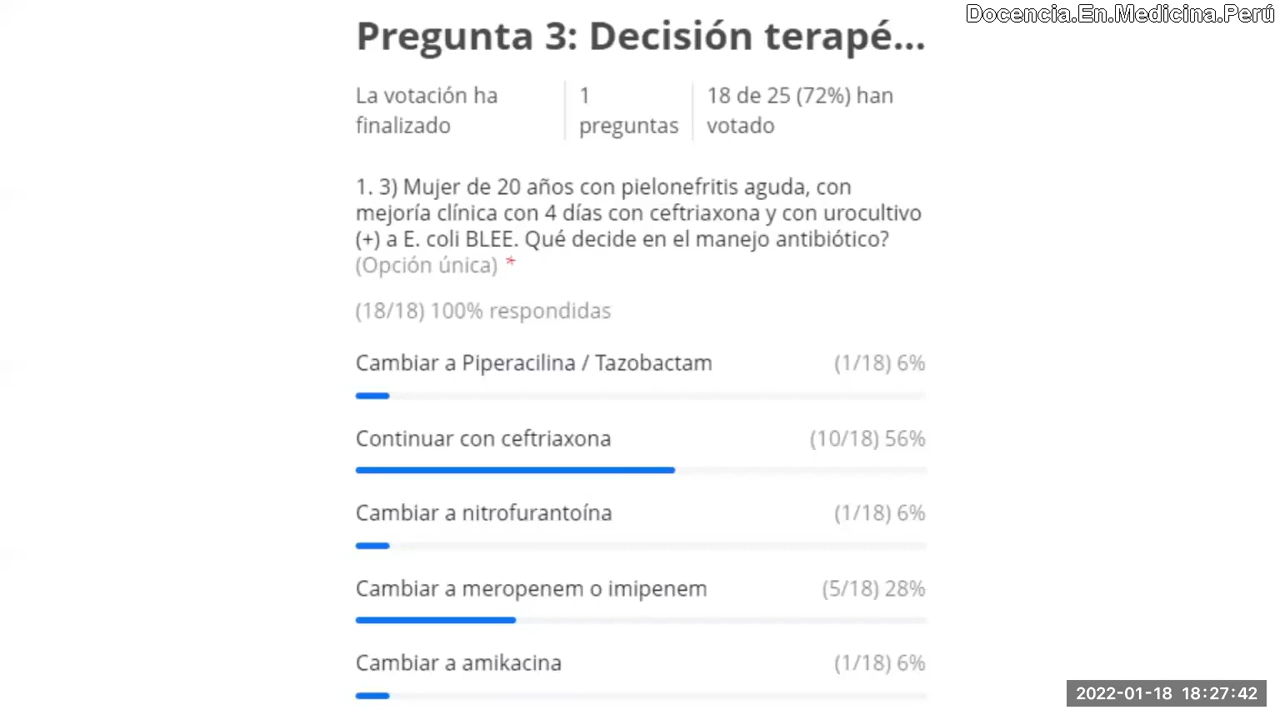 Docencia.En.Medicina.Perú
Pregunta 3: Decisión terapé...
La votación ha finalizado
1 preguntas
18 de 25 (72%) han votado
1. 3) Mujer de 20 años con pielonefritis aguda, con
mejoría clínica con 4 días con ceftriaxona y con urocultivo
(+) a E. coli BLEE. Qué decide en el manejo antibiótico?
(Opción única) *
(18/18) 100% respondidas
Cambiar a Piperacilina / Tazobactam (1/18) 6%
Continuar con ceftriaxona (10/18) 56%
Cambiar a nitrofurantoína (1/18) 6%
Cambiar a meropenem o imipenem (5/18) 28%
Cambiar a amikacina (1/18) 6%
2022-01-18 18:27:42